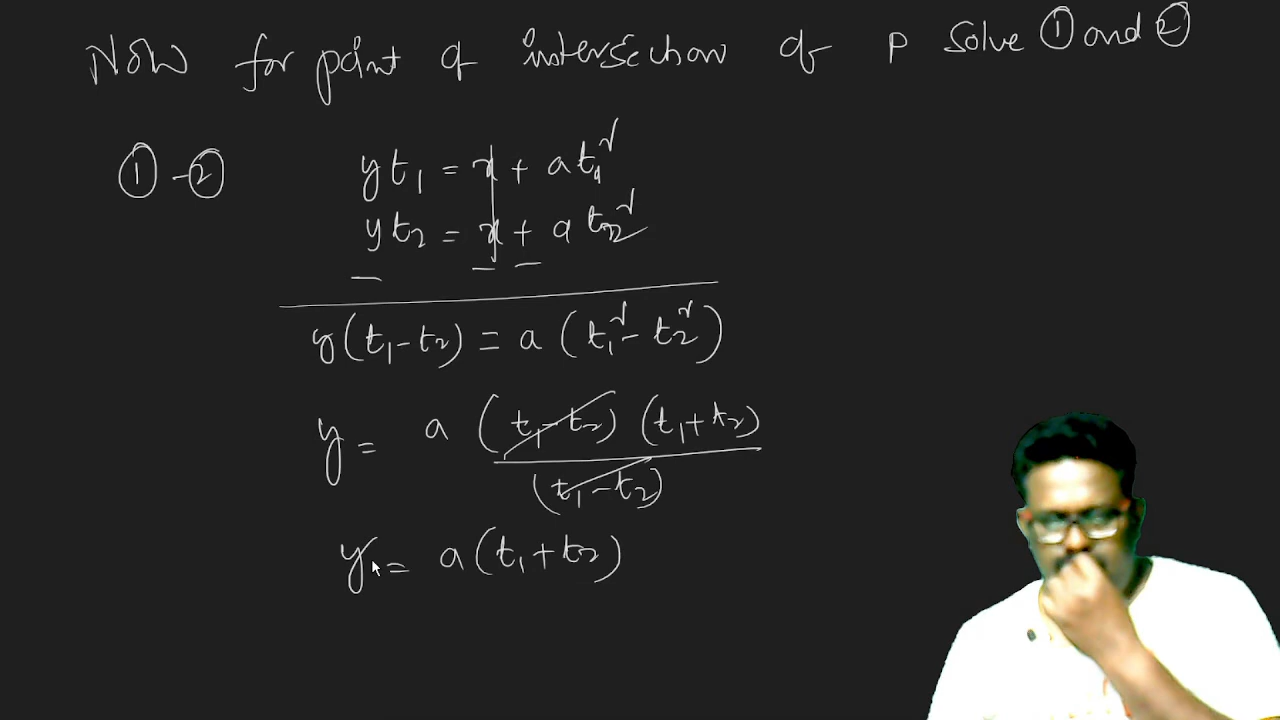 Now for point of intersection of P solve ① and ②
① - ②
yt₁ = x + at₁²
yt₂ = x + at₂²
y(t₁-t₂) = a (t₁² - t₂²)
y = a (t₁-t₂) (t₁+t₂)
(t₁-t₂)
y = a(t₁+t₂)